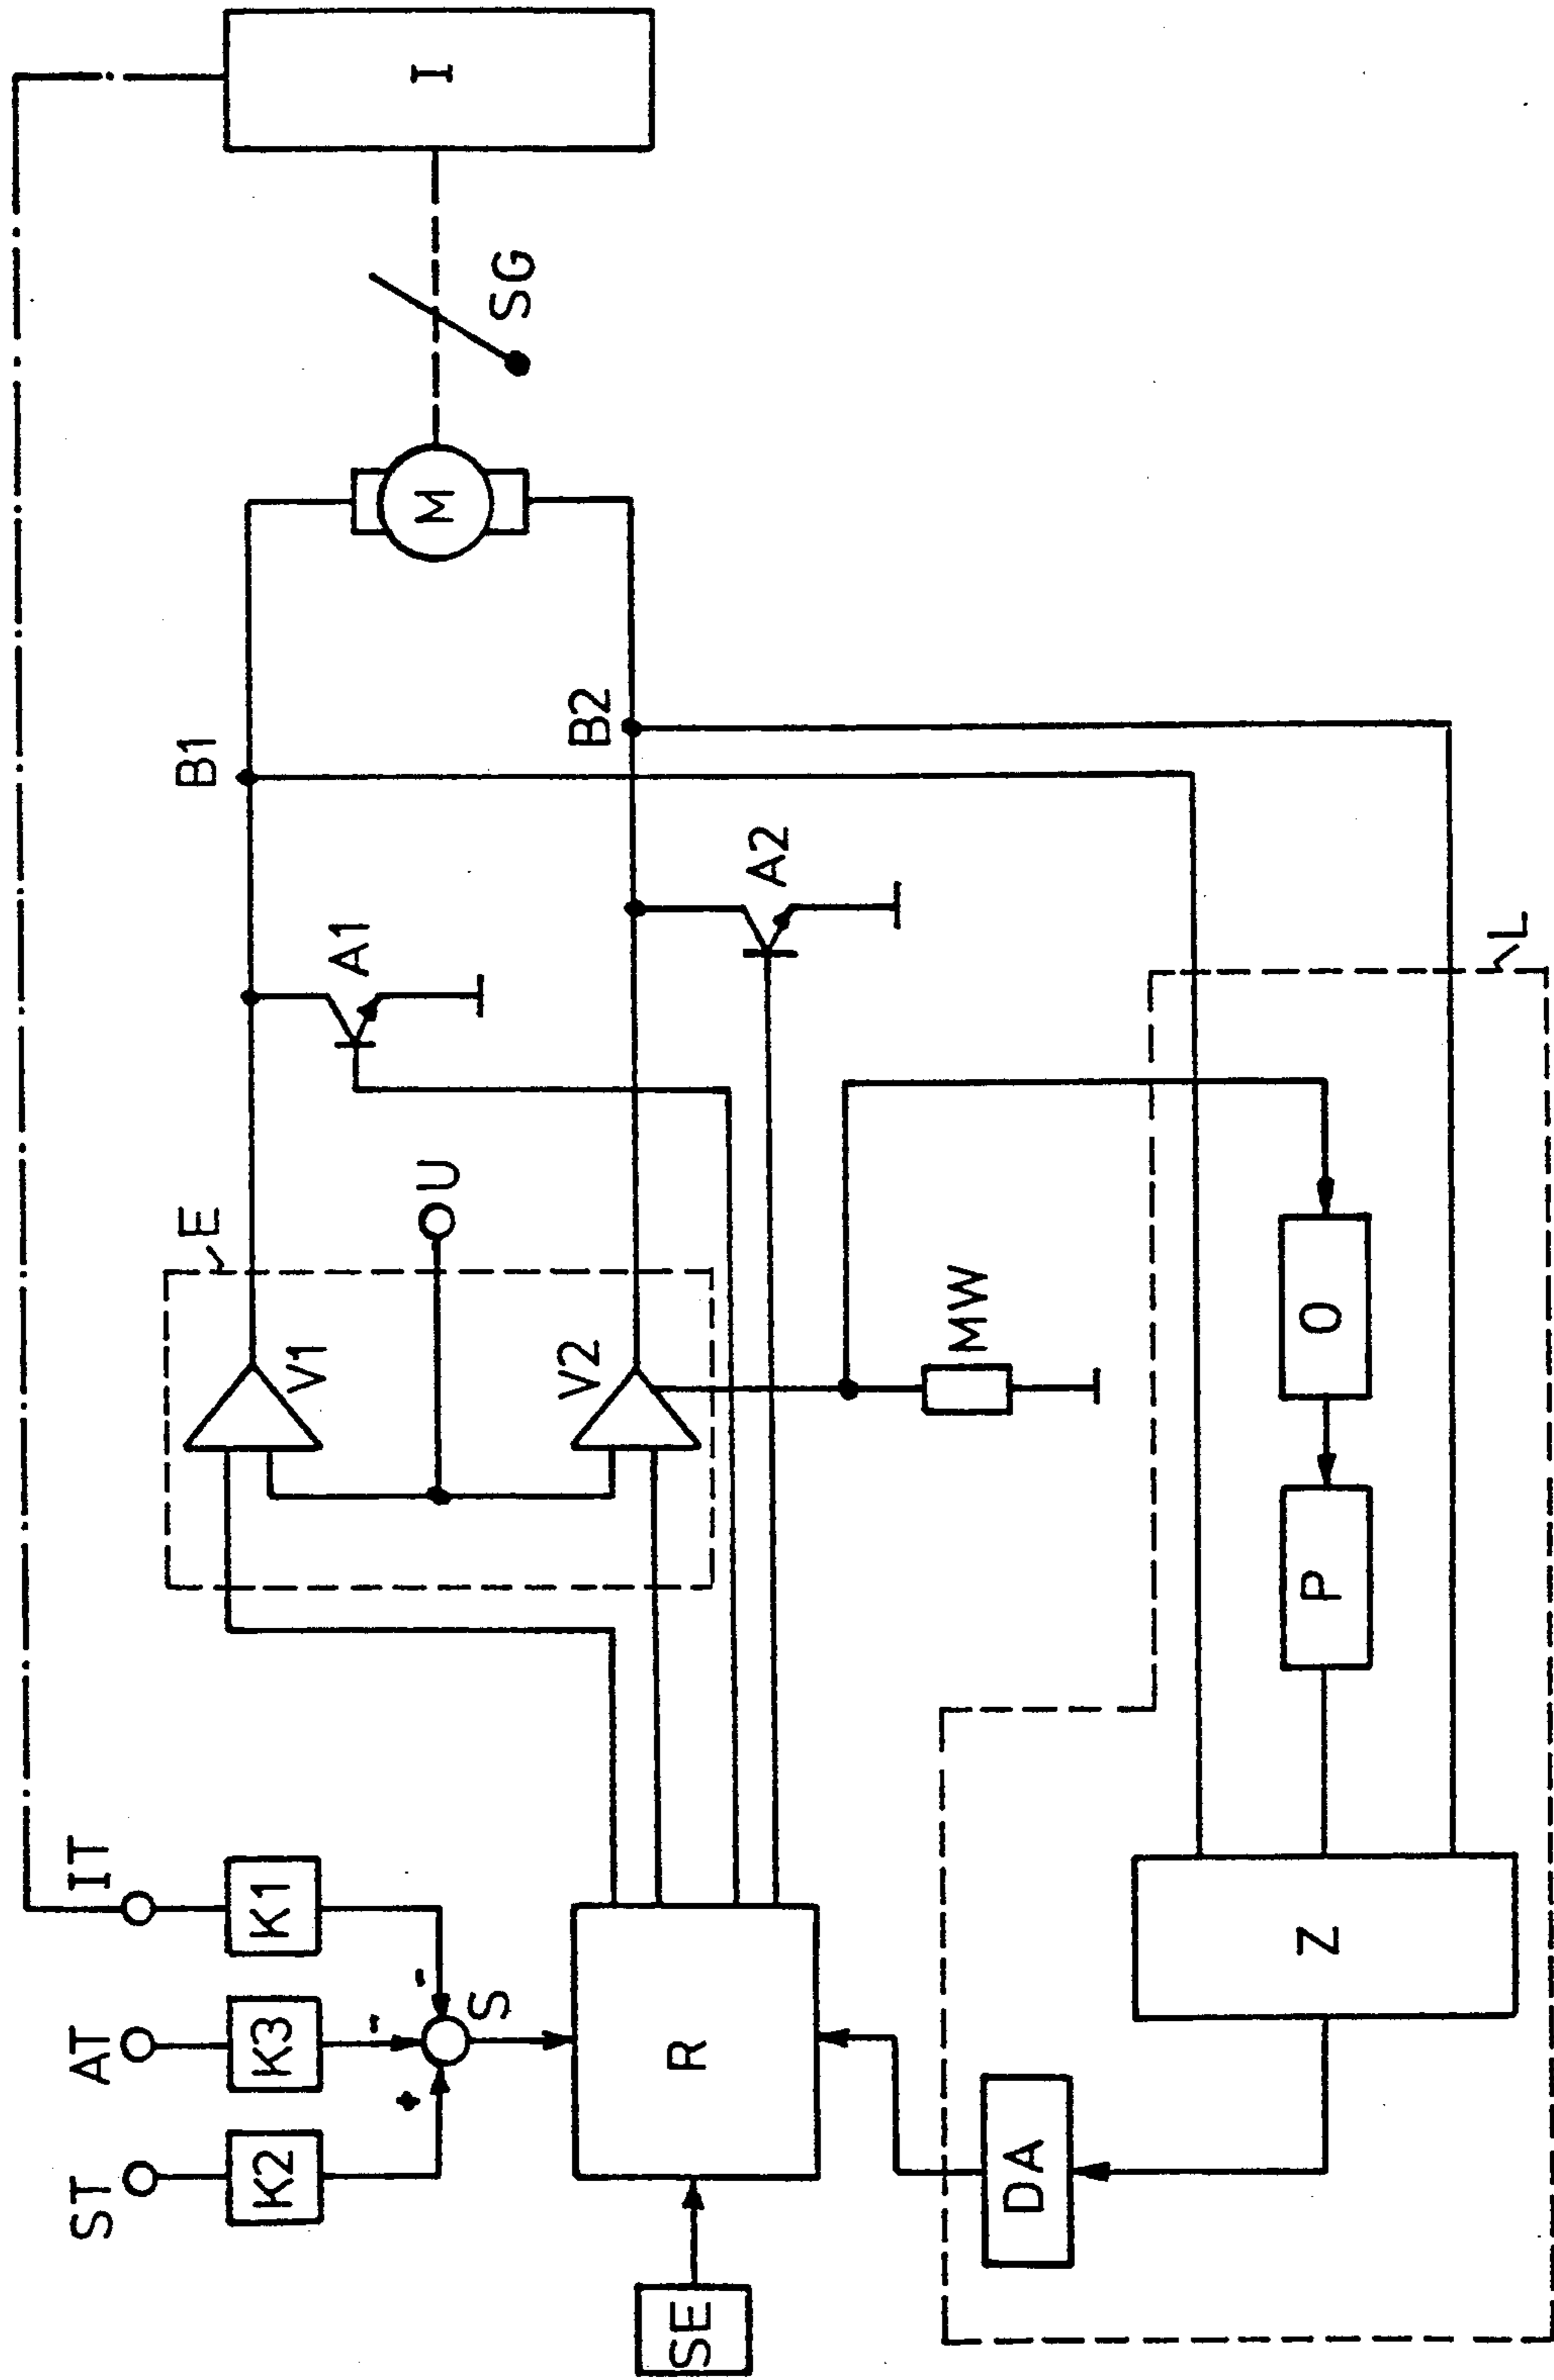 ST AT IT
E B1
K2 K3 K1
V1 A1
+ - -
U M I
S SG
V2 B2
SE R
A2
MW
DA
Z P O
L